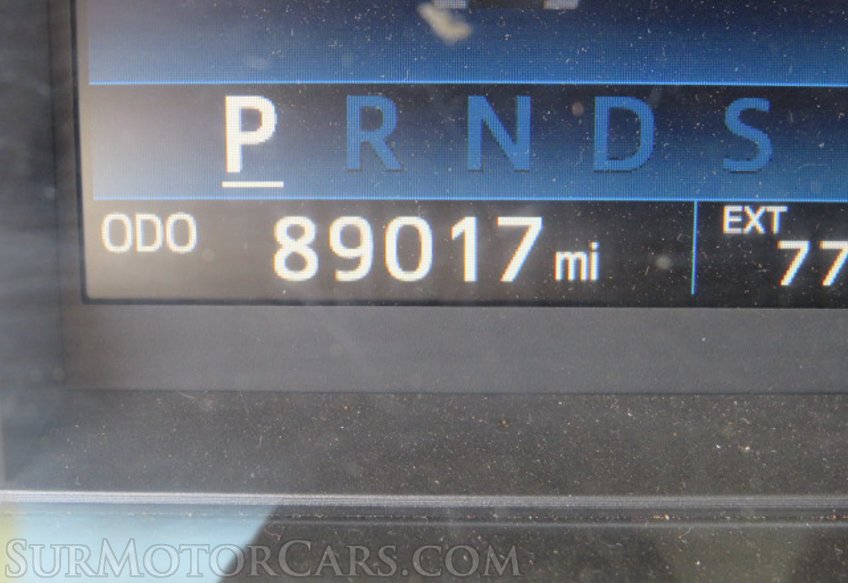 P R N D S
ODO 89017 mi EXT
77
SURMOTORCARS.COM